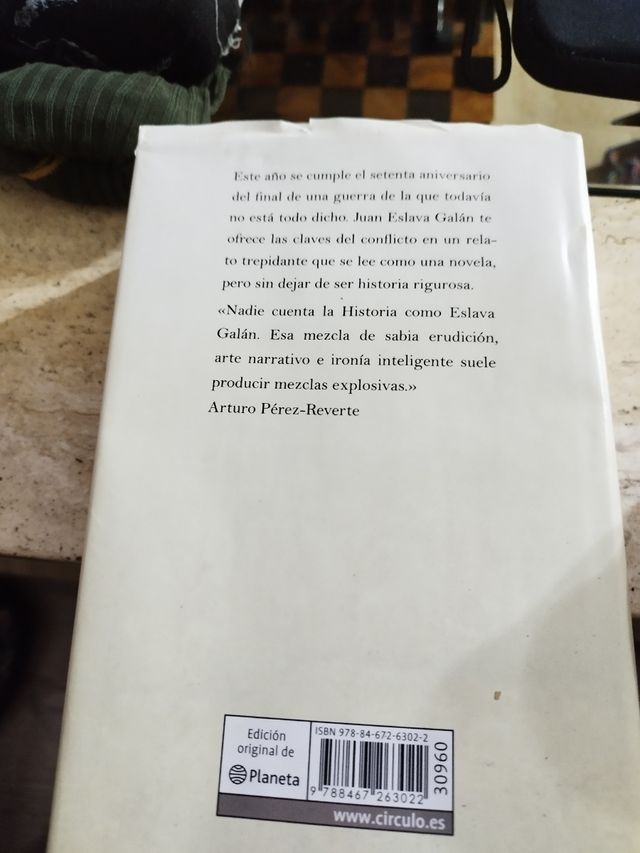 Este año se cumple el setenta aniversario
del final de una guerra de la que todavía
no está todo dicho. Juan Eslava Galán te
ofrece las claves del conflicto en un rela-
to trepidante que se lee como una novela,
pero sin dejar de ser historia rigurosa.
«Nadie cuenta la Historia como Eslava
Galán. Esa mezcla de sabia erudición,
arte narrativo e ironía inteligente suele
producir mezclas explosivas.»
Arturo Pérez-Reverte
Edición
original de
Planeta
ISBN 978-84-672-6302-2
9 788467 263022
30960
www.circulo.es